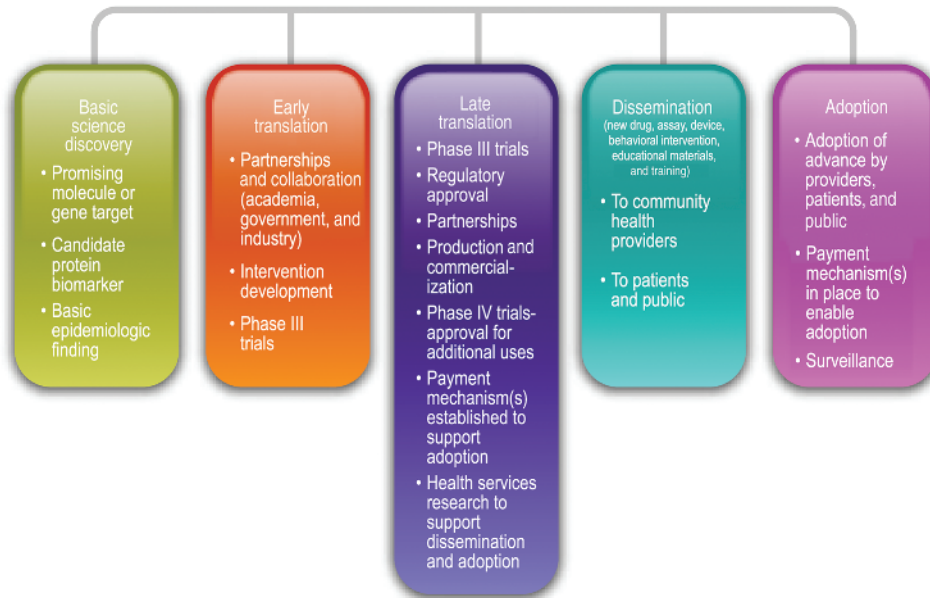 Basic
science
discovery
• Promising
molecule or
gene target
• Candidate
protein
biomarker
• Basic
epidemiologic
finding
Early
translation
• Partnerships
and collaboration
(academia,
government, and
industry)
• Intervention
development
• Phase III
trials
Late
translation
• Phase III trials
• Regulatory
approval
• Partnerships
• Production and
commercial-
ization
• Phase IV trials-
approval for
additional uses
• Payment
mechanism(s)
established to
support
adoption
• Health services
research to
support
dissemination
and adoption
Dissemination
(new drug, assay, device,
behavioral intervention,
educational materials,
and training)
• To community
health
providers
• To patients
and public
Adoption
• Adoption of
advance by
providers,
patients, and
public
• Payment
mechanism(s)
in place to
enable
adoption
• Surveillance